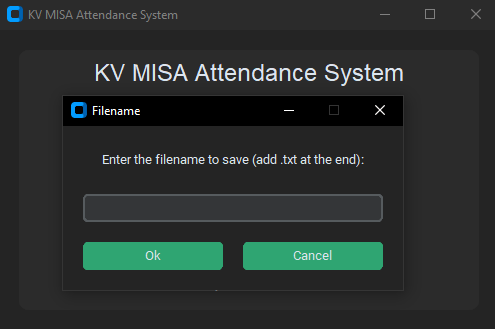 KV MISA Attendance System
KV MISA Attendance System
Filename
Enter the filename to save (add .txt at the end):
Ok Cancel